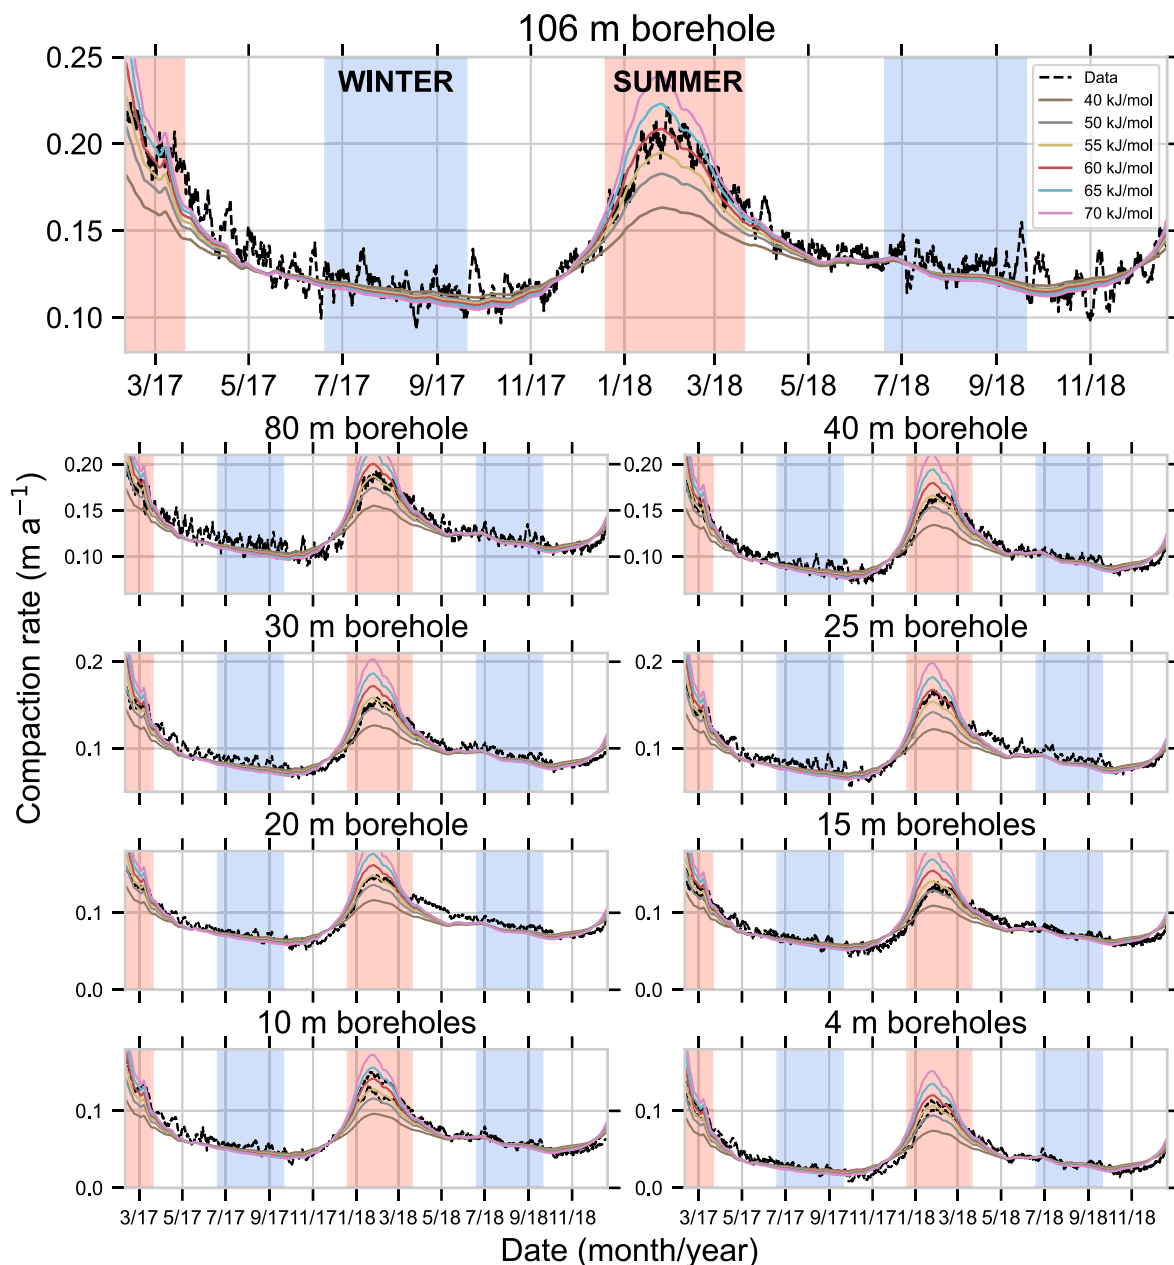 106 m borehole
0.25
0.20
0.15
0.10
WINTER
SUMMER
Data
40 kJ/mol
50 kJ/mol
55 kJ/mol
60 kJ/mol
65 kJ/mol
70 kJ/mol
3/17 5/17 7/17 9/17 11/17 1/18 3/18 5/18 7/18 9/18 11/18
80 m borehole
40 m borehole
0.20
0.15
0.10
0.20
0.15
0.10
30 m borehole
25 m borehole
0.2
0.1
0.2
0.1
Compaction rate (m a⁻¹)
20 m borehole
15 m boreholes
0.1
0.0
0.1
0.0
10 m boreholes
4 m boreholes
0.1
0.0
0.1
0.0
3/17 5/17 7/17 9/17 11/17 1/18 3/18 5/18 7/18 9/18 11/18
3/17 5/17 7/17 9/17 11/17 1/18 3/18 5/18 7/18 9/18 11/18
Date (month/year)